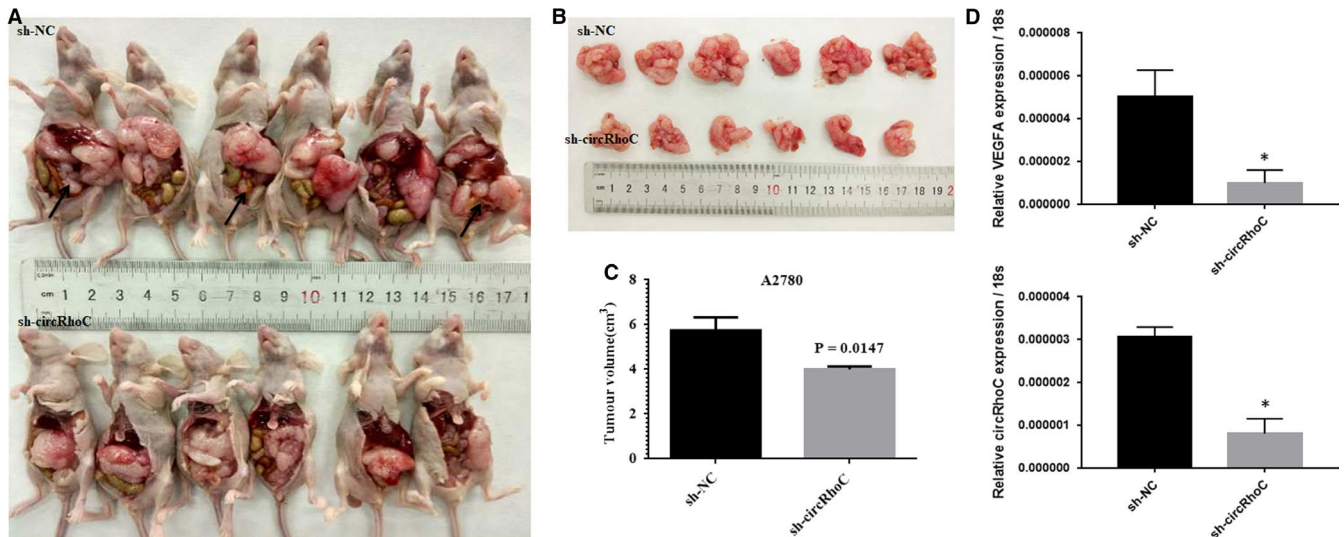 A
sh-NC
cm 1 2 3 4 5 6 7 8 9 10 11 12 13 14 15 16 17
sh-circRhoC
B
sh-NC
sh-circRhoC
cm 1 2 3 4 5 6 7 8 9 10 11 12 13 14 15 16 17 18 19
C
A2780
Tumour volume(cm³)
8
6
4
2
0
P = 0.0147
sh-NC
sh-circRhoC
D
Relative VEGFA expression / 18s
0.000008
0.000006
0.000004
0.000002
0.000000
*
sh-NC
sh-circRhoC
Relative circRhoC expression / 18s
0.000004
0.000003
0.000002
0.000001
0.000000
*
sh-NC
sh-circRhoC